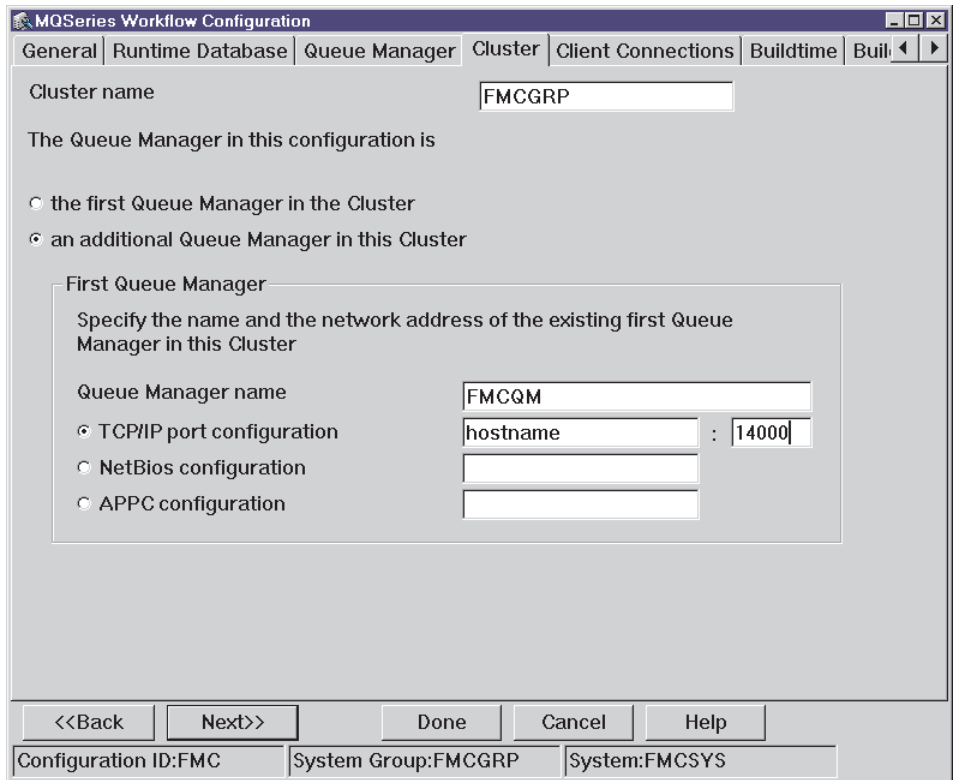 MQSeries Workflow Configuration
General Runtime Database Queue Manager Cluster Client Connections Buildtime Buil
Cluster name FMCGRP
The Queue Manager in this configuration is
the first Queue Manager in the Cluster
an additional Queue Manager in this Cluster
First Queue Manager
Specify the name and the network address of the existing first Queue
Manager in this Cluster
Queue Manager name FMCQM
TCP/IP port configuration hostname : 14000
NetBios configuration
APPC configuration
<<Back Next>> Done Cancel Help
Configuration ID:FMC System Group:FMCGRP System:FMCSYS